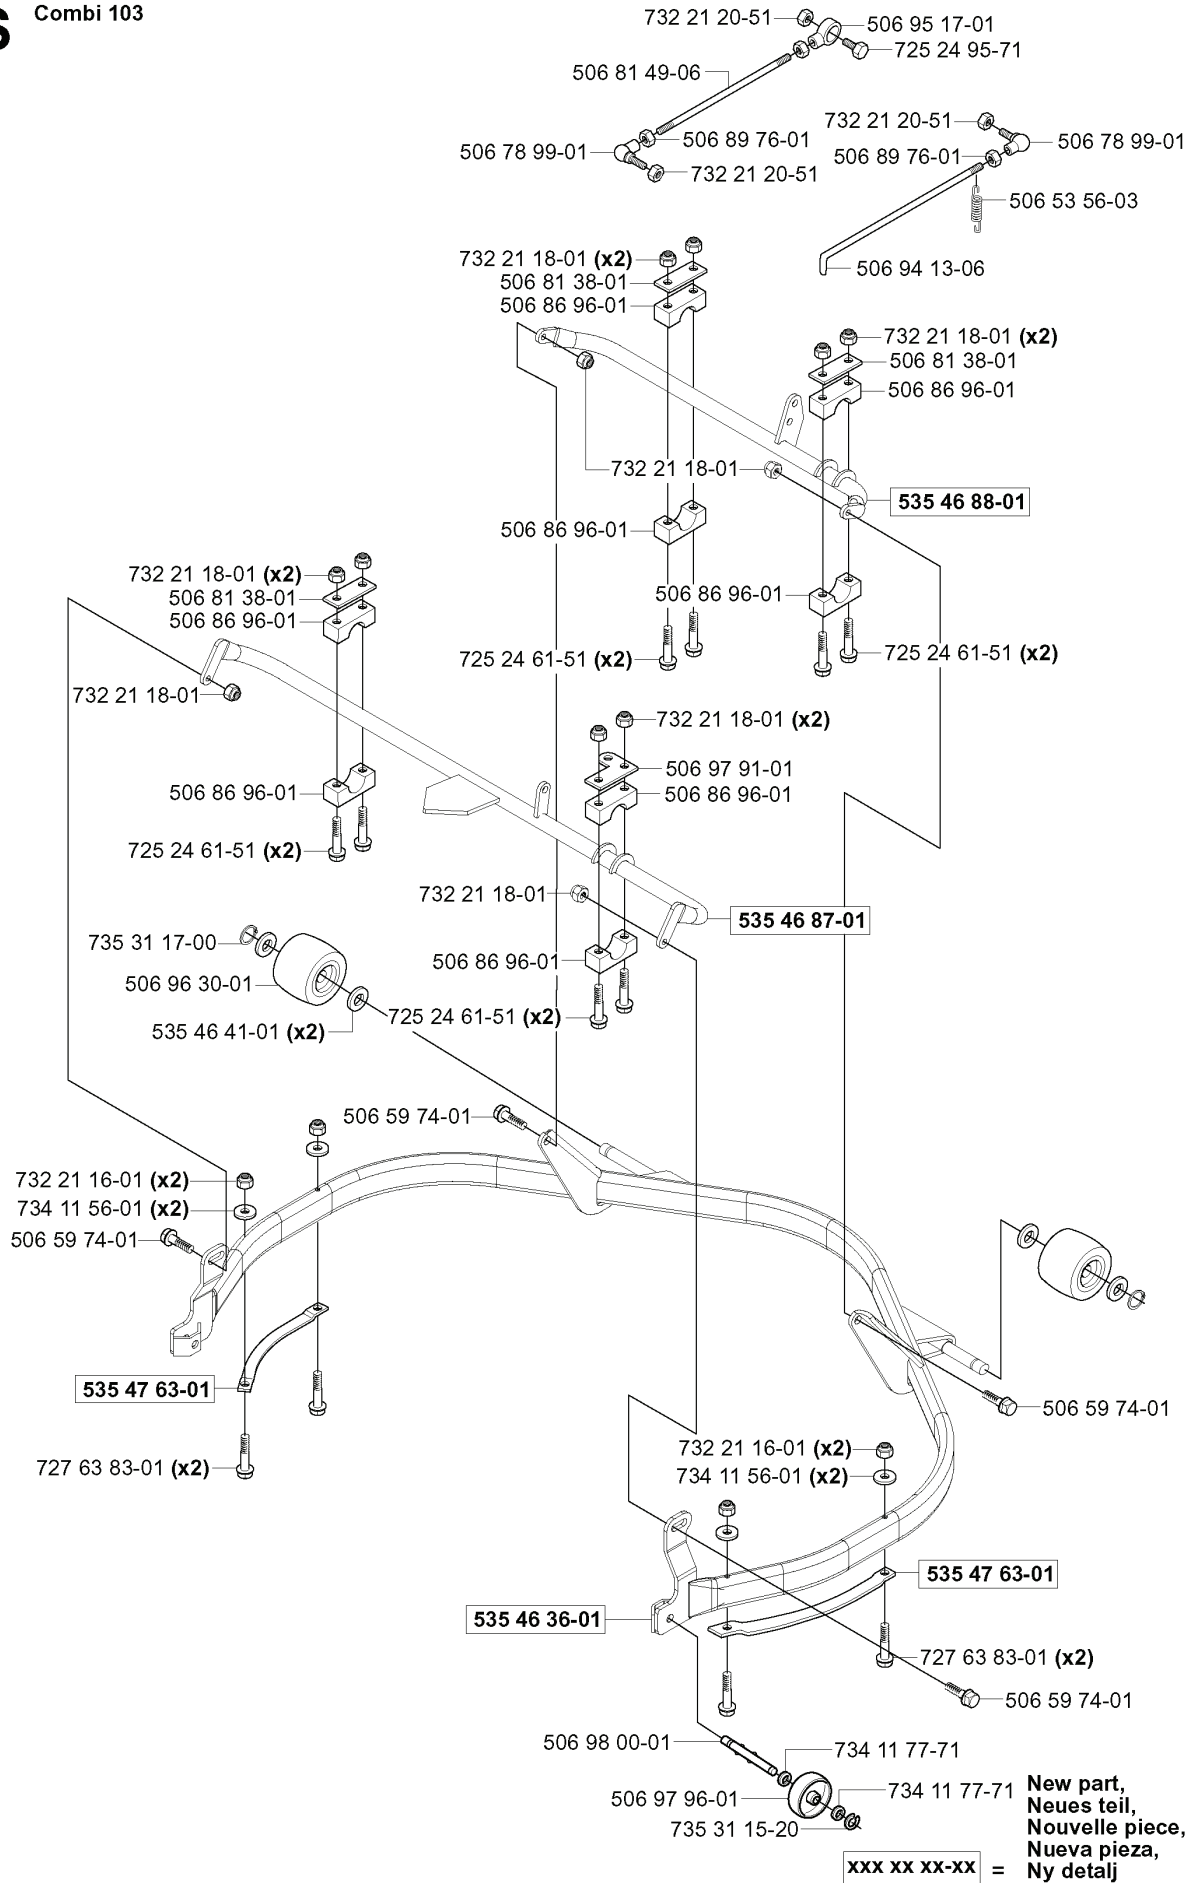 S
Combi 103
732 21 20-51
506 95 17-01
725 24 95-71
506 81 49-06
732 21 20-51
506 89 76-01
506 78 99-01
506 78 99-01
506 89 76-01
732 21 20-51
506 53 56-03
506 94 13-06
732 21 18-01 (x2)
506 81 38-01
506 86 96-01
732 21 18-01 (x2)
506 81 38-01
506 86 96-01
732 21 18-01
535 46 88-01
506 86 96-01
732 21 18-01 (x2)
506 81 38-01
506 86 96-01
506 86 96-01
725 24 61-51 (x2)
725 24 61-51 (x2)
732 21 18-01
732 21 18-01 (x2)
506 97 91-01
506 86 96-01
506 86 96-01
725 24 61-51 (x2)
732 21 18-01
535 46 87-01
735 31 17-00
506 86 96-01
506 96 30-01
725 24 61-51 (x2)
535 46 41-01 (x2)
506 59 74-01
732 21 16-01 (x2)
734 11 56-01 (x2)
506 59 74-01
535 47 63-01
506 59 74-01
732 21 16-01 (x2)
727 63 83-01 (x2)
734 11 56-01 (x2)
535 47 63-01
535 46 36-01
727 63 83-01 (x2)
506 59 74-01
506 98 00-01
734 11 77-71
734 11 77-71
506 97 96-01
735 31 15-20
New part,
Neues teil,
Nouvelle piece,
Nueva pieza,
xxx xx xx-xx = Ny detalj